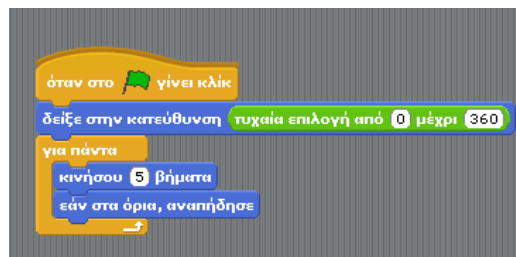 όταν στο γίνει κλίκ
δείξε στην κατεύθυνση τυχαία επιλογή από 0 μέχρι 360
για πάντα
κινήσου 5 βήματα
εάν στα όρια, αναπήδησε